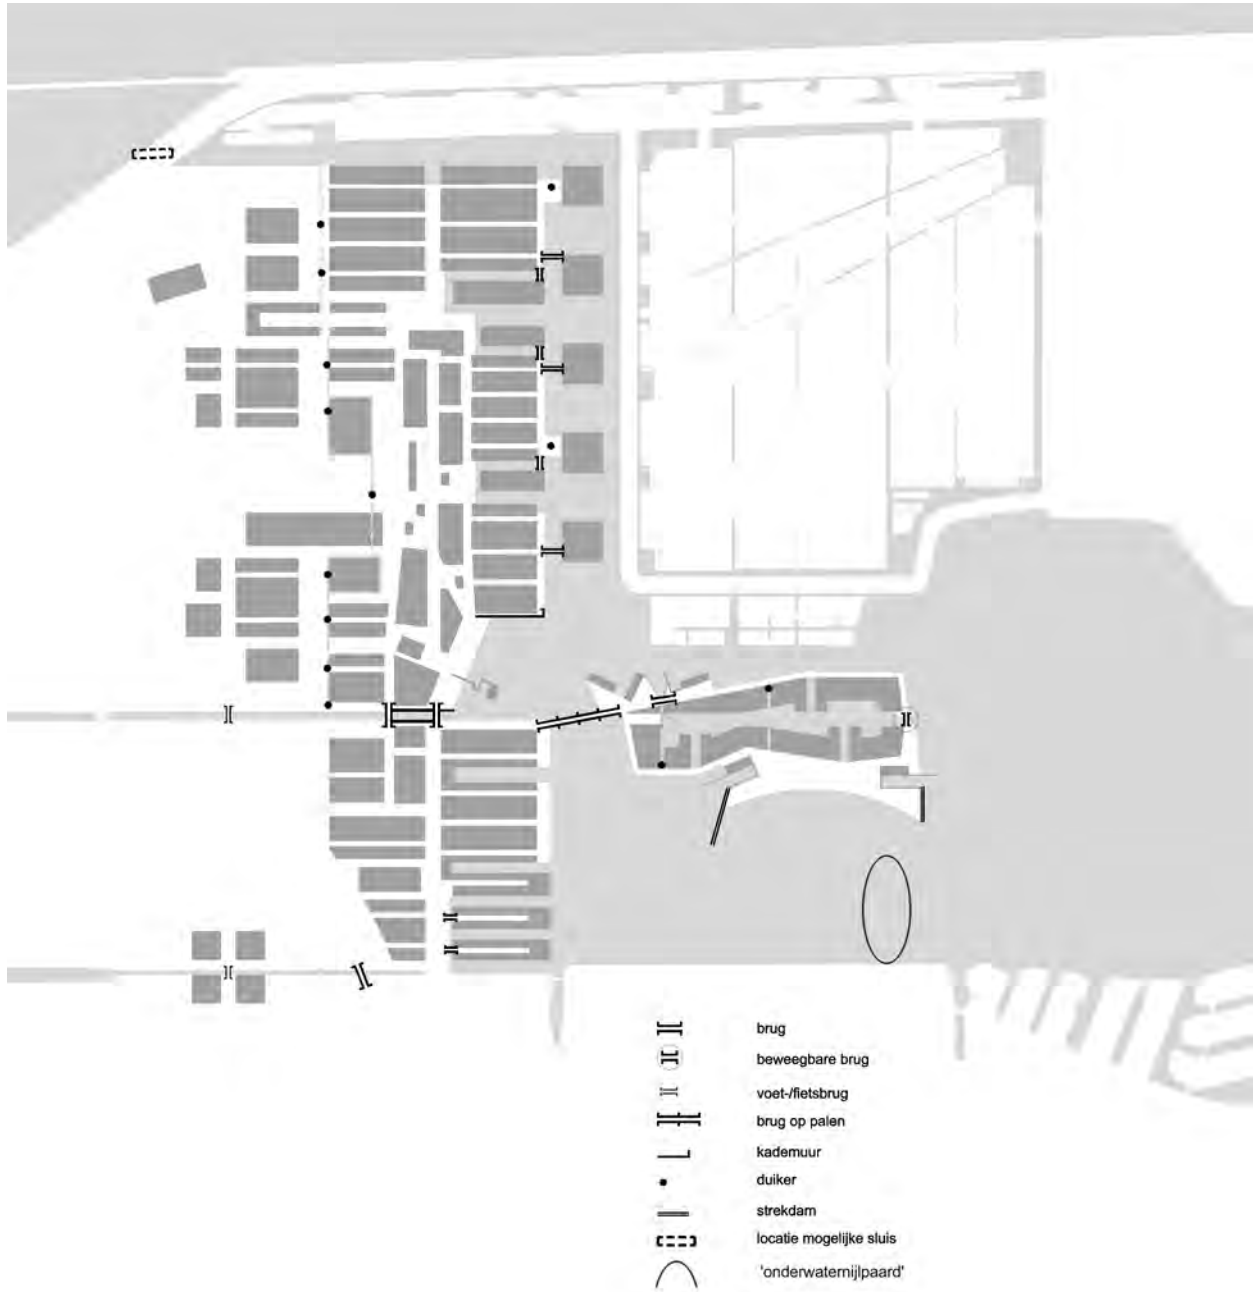 brug
beweegbare brug
voet-/fietsbrug
brug op palen
kademuur
duiker
strekdam
locatie mogelijke sluis
'onderwaternijlpaard'